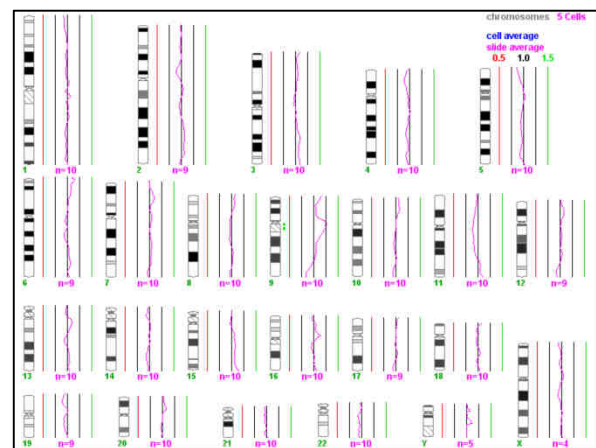 chromosomes 5 Cells
cell average
slide average
0.5 1.0 1.5
1 n=10
2 n=9
3 n=10
4 n=10
5 n=10
6 n=9
7 n=10
8 n=10
9 n=10
10 n=10
11 n=10
12 n=9
13 n=10
14 n=10
15 n=10
16 n=10
17 n=9
18 n=10
19 n=9
20 n=10
21 n=10
22 n=10
Y n=5
X n=4